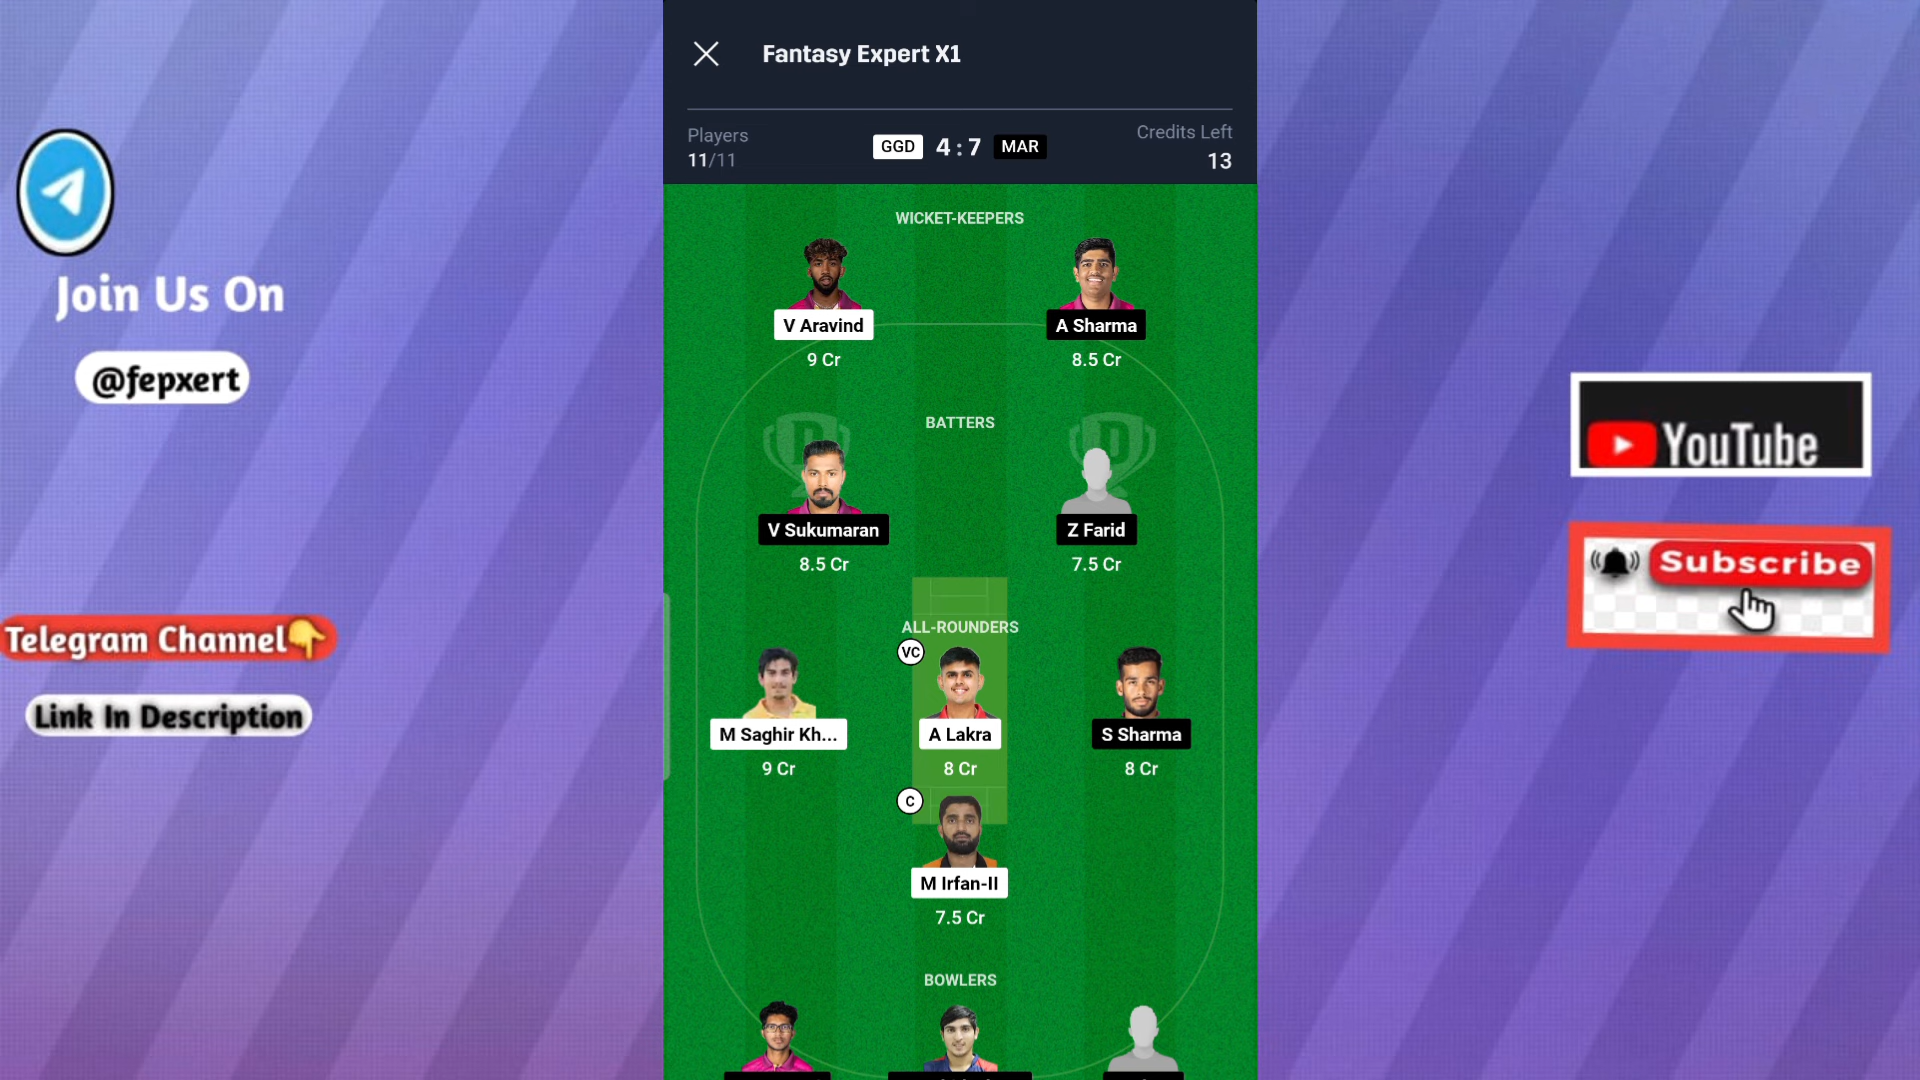 Fantasy Expert X1
Players
11/11
GGD 4 : 7 MAR
Credits Left
13
WICKET-KEEPERS
V Aravind
9 Cr
A Sharma
8.5 Cr
BATTERS
V Sukumaran
8.5 Cr
Z Farid
7.5 Cr
ALL-ROUNDERS
M Saghir Kh...
9 Cr
VC
A Lakra
8 Cr
S Sharma
8 Cr
C
M Irfan-II
7.5 Cr
BOWLERS
Join Us On
@fepxert
Telegram Channel
Link In Description
YouTube
Subscribe